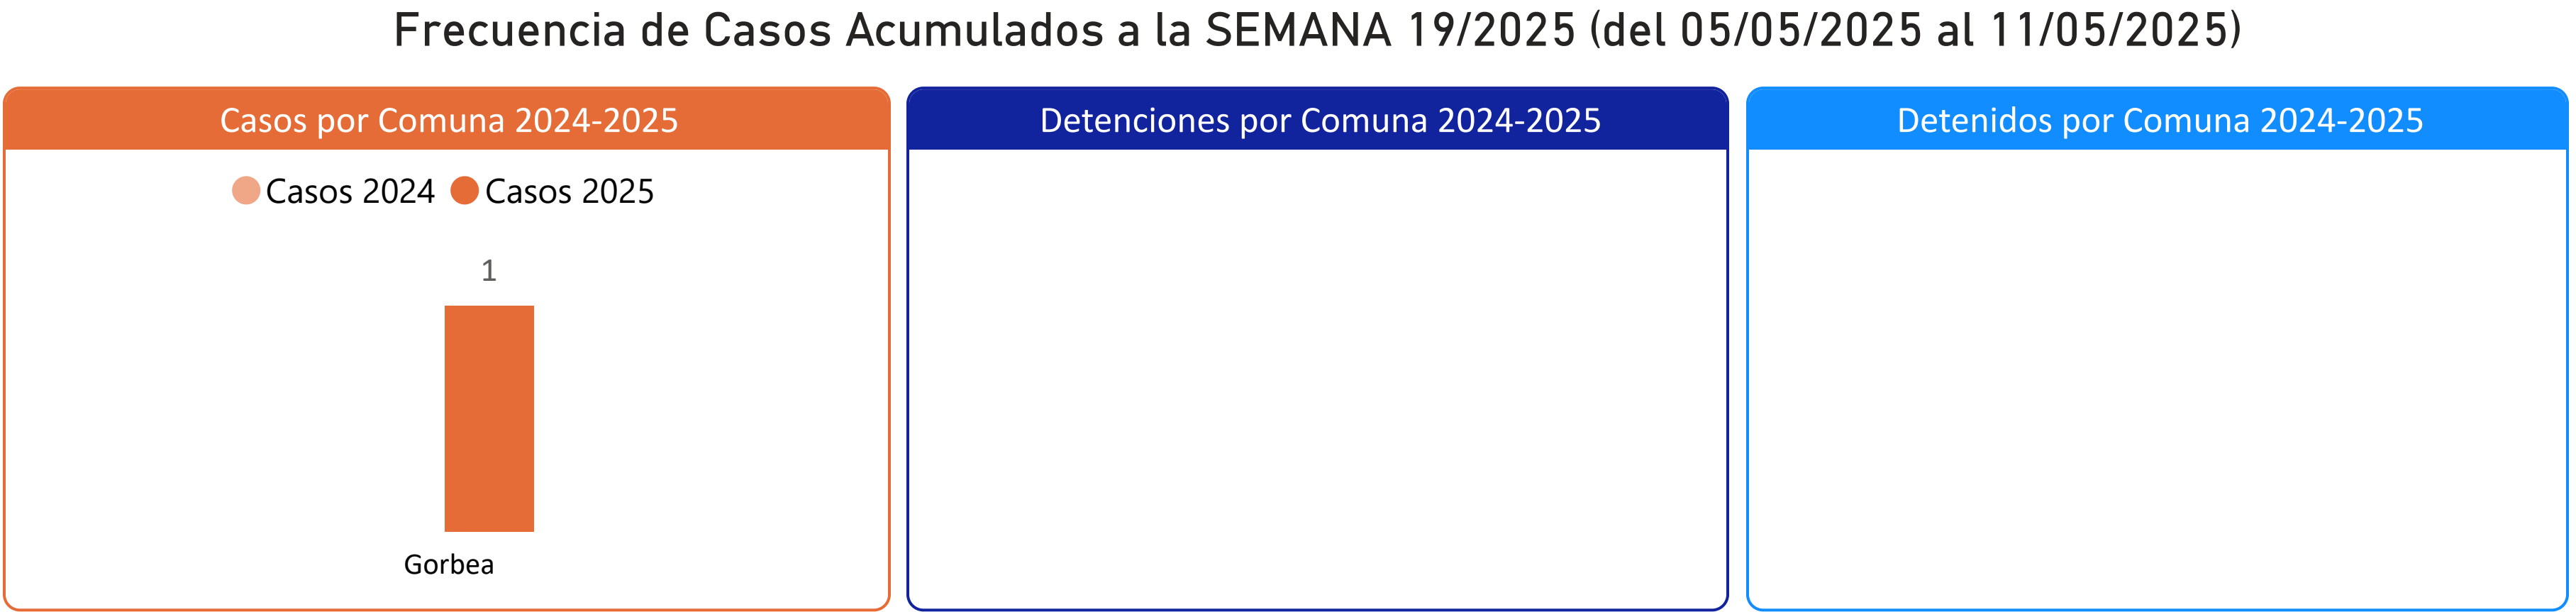 Frecuencia de Casos Acumulados a la SEMANA 19/2025 (del 05/05/2025 al 11/05/2025)
Casos por Comuna 2024-2025
Casos 2024 Casos 2025
1
Gorbea
Detenciones por Comuna 2024-2025
Detenidos por Comuna 2024-2025